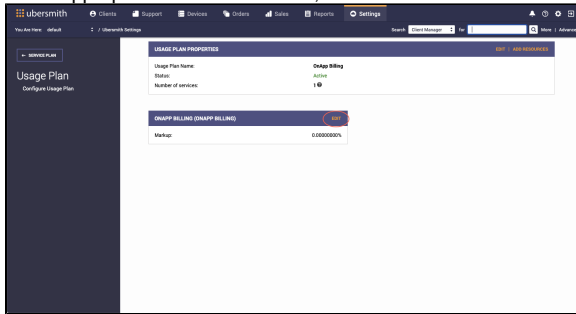 ubersmith Clients Support Devices Orders Sales Reports Settings
You Are Here: default / Ubersmith Settings Search Client Manager for More | Advance
← SERVICE PLAN
Usage Plan
Configure Usage Plan
USAGE PLAN PROPERTIES EDIT | ADD RESOURCES
Usage Plan Name: OnApp Billing
Status: Active
Number of services: 1
ONAPP BILLING (ONAPP BILLING) EDIT
Markup: 0.00000000%